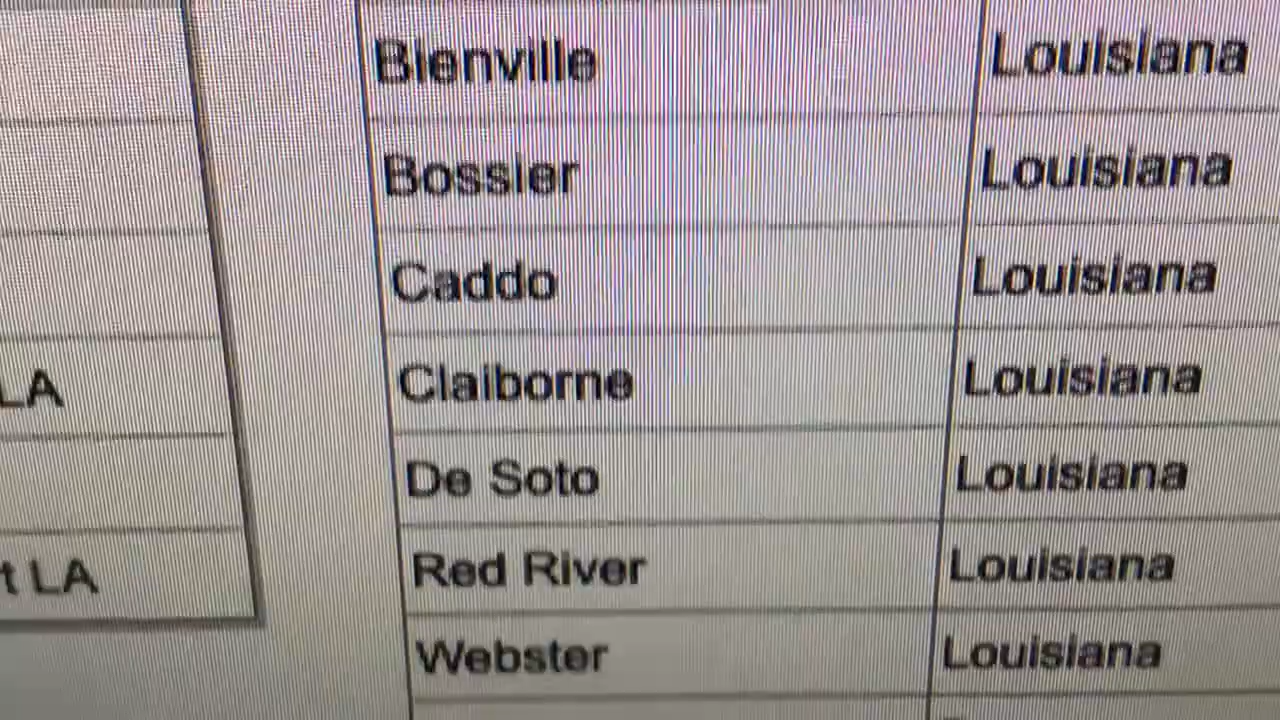 Bienville Louisiana
Bossier Louisiana
Caddo Louisiana
LA
Claiborne Louisiana
De Soto Louisiana
t LA
Red River Louisiana
Webster Louisiana